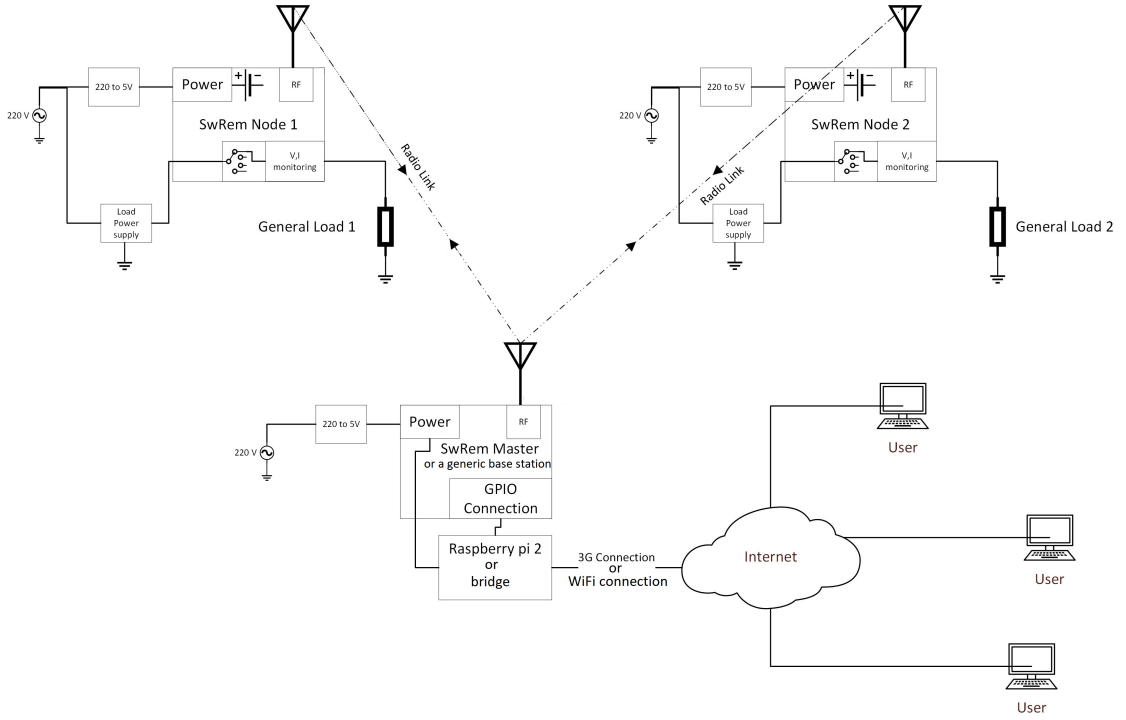 220 V
220 to 5V
Power
+ −
RF
SwRem Node 1
V,I
monitoring
Load
Power
supply
General Load 1
Radio Link
220 V
220 to 5V
Power
+ −
RF
SwRem Node 2
V,I
monitoring
Load
Power
supply
General Load 2
Radio Link
220 V
220 to 5V
Power
RF
SwRem Master
or a generic base station
GPIO
Connection
Raspberry pi 2
or
bridge
3G Connection
or
WiFi connection
Internet
User
User
User